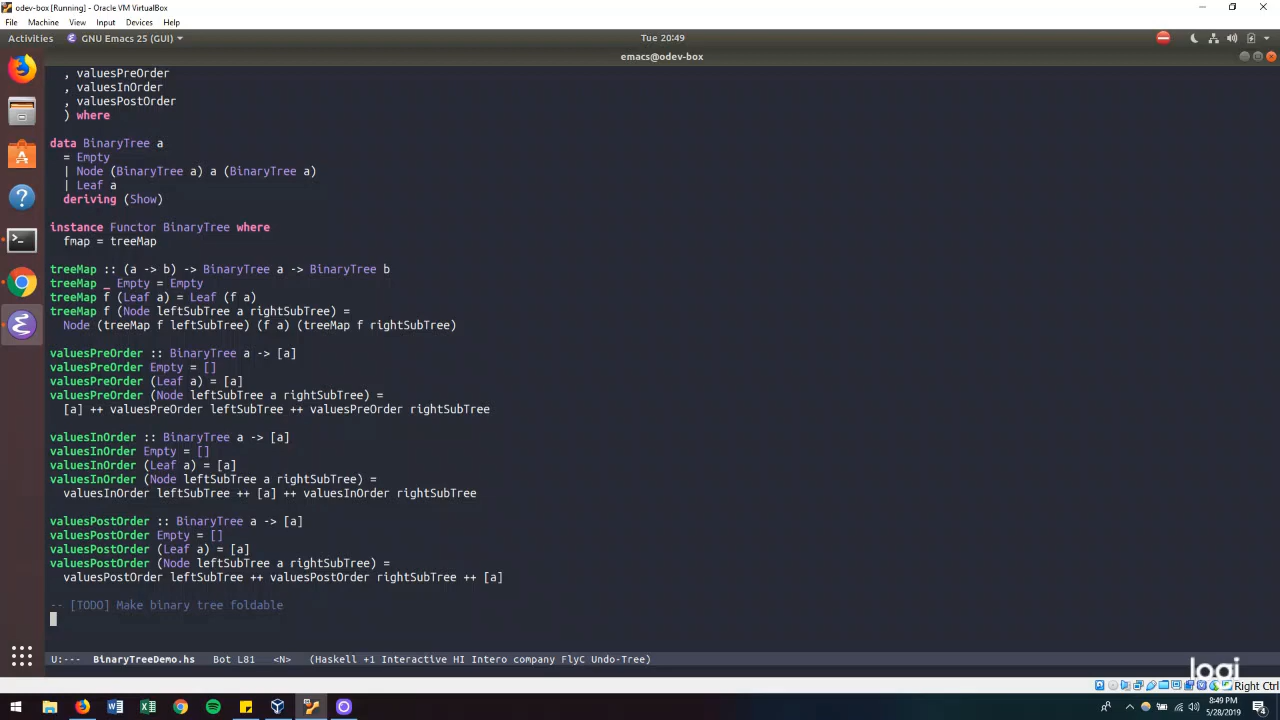 odev-box [Running] - Oracle VM VirtualBox
File Machine View Input Devices Help
Activities GNU Emacs 25 (GUI) Tue 20:49
emacs@odev-box
, valuesPreOrder
, valuesInOrder
, valuesPostOrder
) where
data BinaryTree a
= Empty
| Node (BinaryTree a) a (BinaryTree a)
| Leaf a
deriving (Show)
instance Functor BinaryTree where
fmap = treeMap
treeMap :: (a -> b) -> BinaryTree a -> BinaryTree b
treeMap _ Empty = Empty
treeMap f (Leaf a) = Leaf (f a)
treeMap f (Node leftSubTree a rightSubTree) =
Node (treeMap f leftSubTree) (f a) (treeMap f rightSubTree)
valuesPreOrder :: BinaryTree a -> [a]
valuesPreOrder Empty = []
valuesPreOrder (Leaf a) = [a]
valuesPreOrder (Node leftSubTree a rightSubTree) =
[a] ++ valuesPreOrder leftSubTree ++ valuesPreOrder rightSubTree
valuesInOrder :: BinaryTree a -> [a]
valuesInOrder Empty = []
valuesInOrder (Leaf a) = [a]
valuesInOrder (Node leftSubTree a rightSubTree) =
valuesInOrder leftSubTree ++ [a] ++ valuesInOrder rightSubTree
valuesPostOrder :: BinaryTree a -> [a]
valuesPostOrder Empty = []
valuesPostOrder (Leaf a) = [a]
valuesPostOrder (Node leftSubTree a rightSubTree) =
valuesPostOrder leftSubTree ++ valuesPostOrder rightSubTree ++ [a]
-- [TODO] Make binary tree foldable
U:--- BinaryTreeDemo.hs Bot L81 <N> (Haskell +1 Interactive HI Intero company FlyC Undo-Tree)
logi
Right Ctrl
8:49 PM
5/28/2019
4